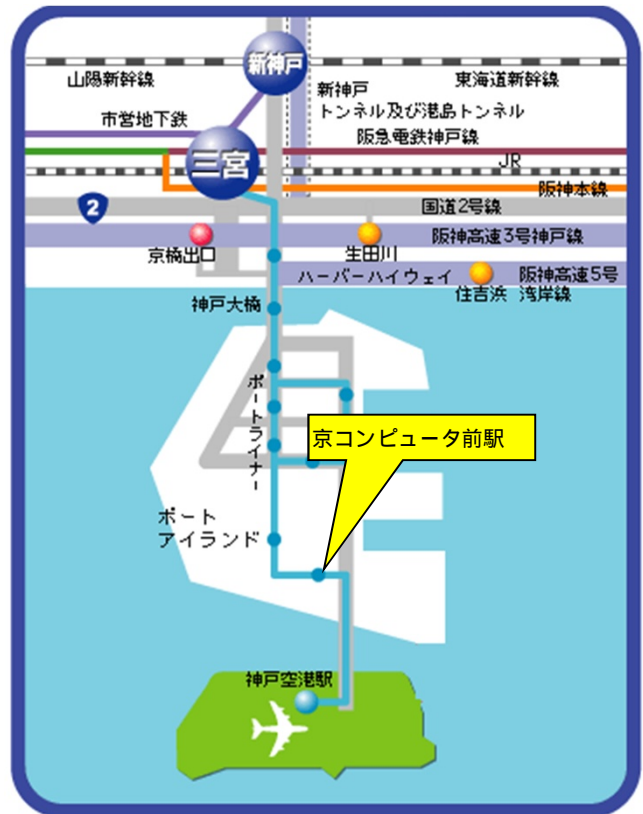 新神戸
山陽新幹線
東海道新幹線
新神戸
トンネル及び港島トンネル
市営地下鉄
阪急電鉄神戸線
三宮
JR
阪神本線
2
国道2号線
阪神高速3号神戸線
京橋出口
生田川
ハーバーハイウェイ
阪神高速5号
湾岸線
住吉浜
神戸大橋
ポートライナー
京コンピュータ前駅
ポート
アイランド
神戸空港駅